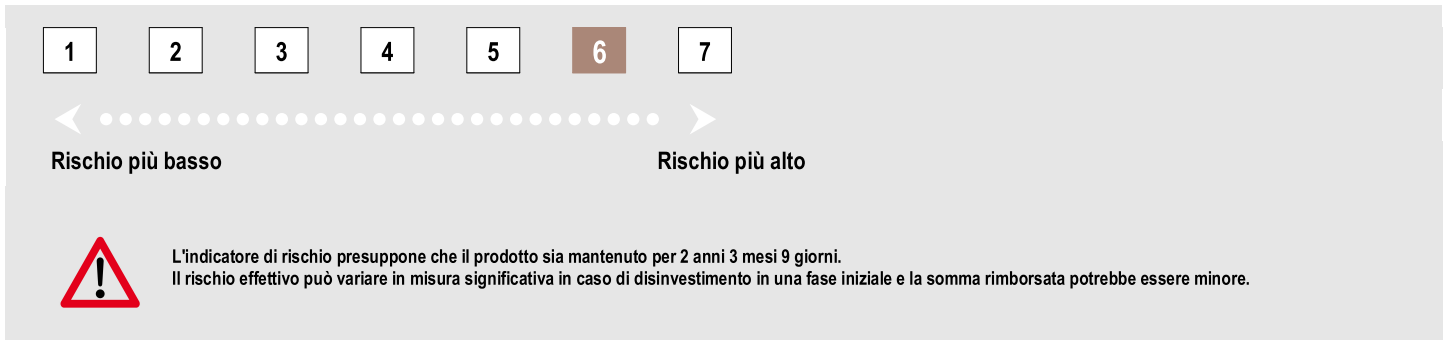 1 2 3 4 5 6 7
Rischio più basso Rischio più alto
L'indicatore di rischio presuppone che il prodotto sia mantenuto per 2 anni 3 mesi 9 giorni.
Il rischio effettivo può variare in misura significativa in caso di disinvestimento in una fase iniziale e la somma rimborsata potrebbe essere minore.